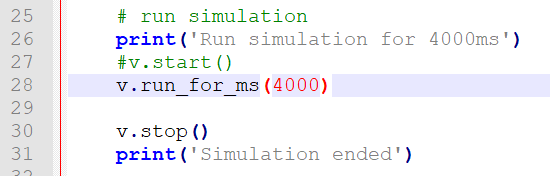 25 # run simulation
26 print('Run simulation for 4000ms')
27 #v.start()
28 v.run_for_ms(4000)
29
30 v.stop()
31 print('Simulation ended')